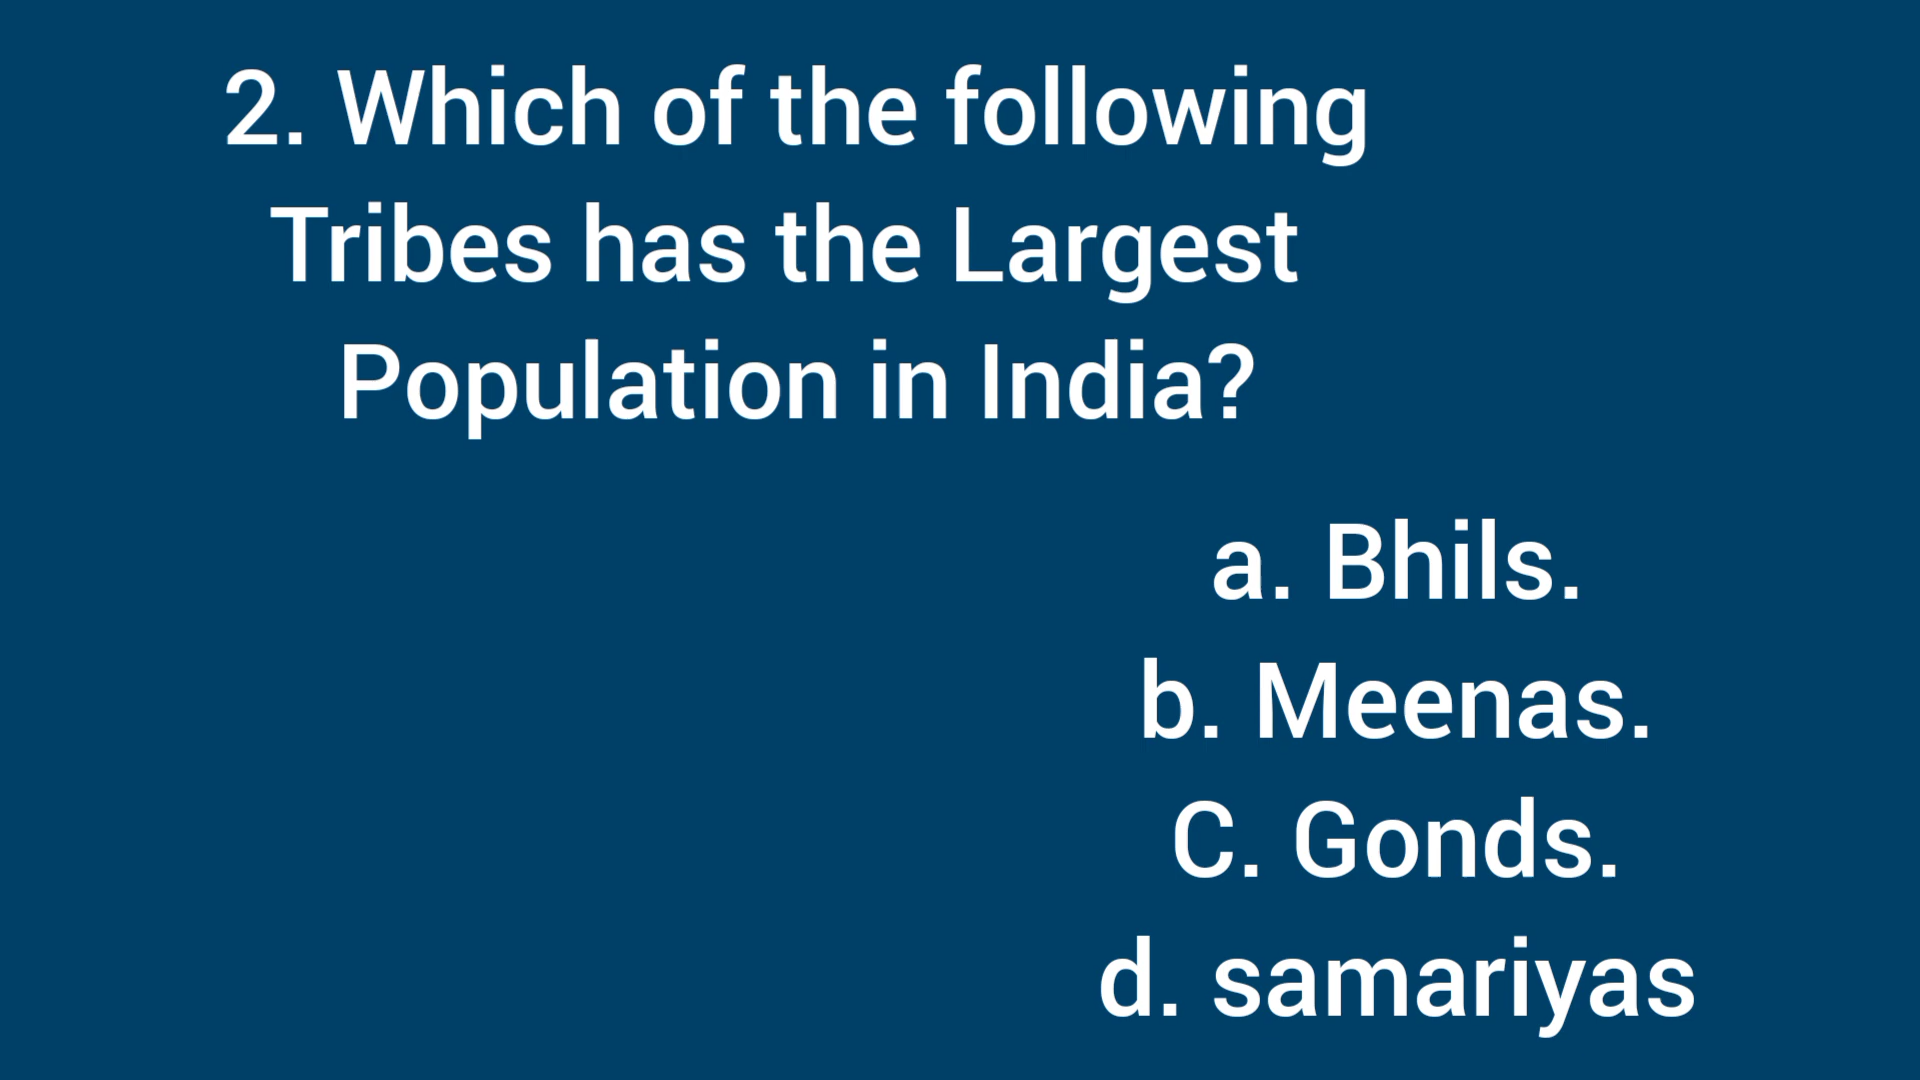 2. Which of the following
Tribes has the Largest
Population in India?
a. Bhils.
b. Meenas.
C. Gonds.
d. samariyas